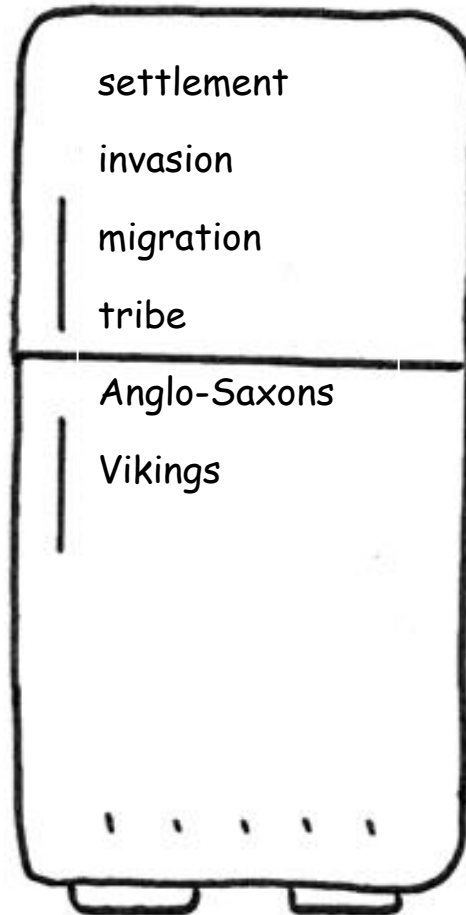 settlement
invasion
migration
tribe
Anglo-Saxons
Vikings